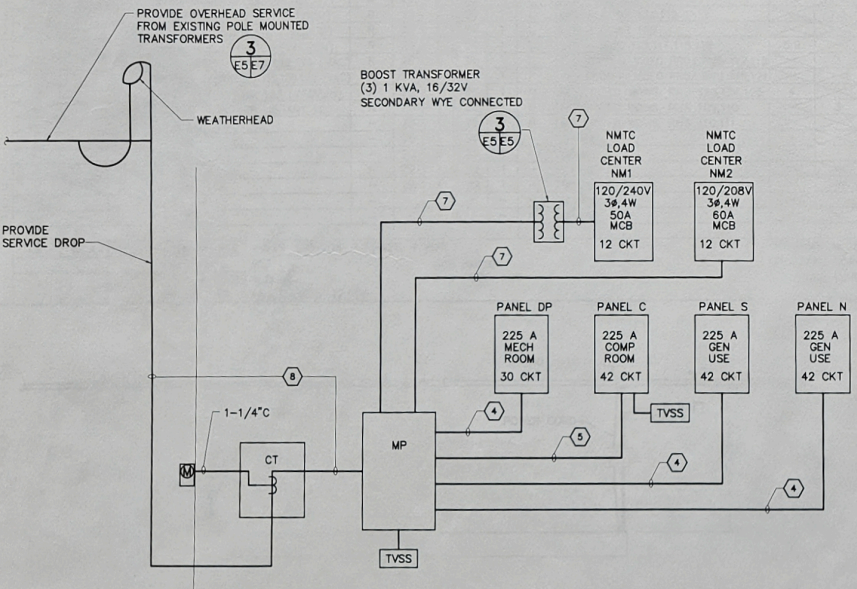 PROVIDE OVERHEAD SERVICE
FROM EXISTING POLE MOUNTED
TRANSFORMERS
3
E5 E7
WEATHERHEAD
BOOST TRANSFORMER
(3) 1 KVA, 16/32V
SECONDARY WYE CONNECTED
3
E5 E5
7
NMTC
LOAD
CENTER
NM1
120/240V
3ø,4W
50A
MCB
12 CKT
NMTC
LOAD
CENTER
NM2
120/208V
3ø,4W
60A
MCB
12 CKT
7
7
PROVIDE
SERVICE DROP
PANEL DP
225 A
MECH
ROOM
30 CKT
PANEL C
225 A
COMP
ROOM
42 CKT
PANEL S
225 A
GEN
USE
42 CKT
PANEL N
225 A
GEN
USE
42 CKT
8
1-1/4"C
M
CT
MP
4
TVSS
5
4
4
TVSS